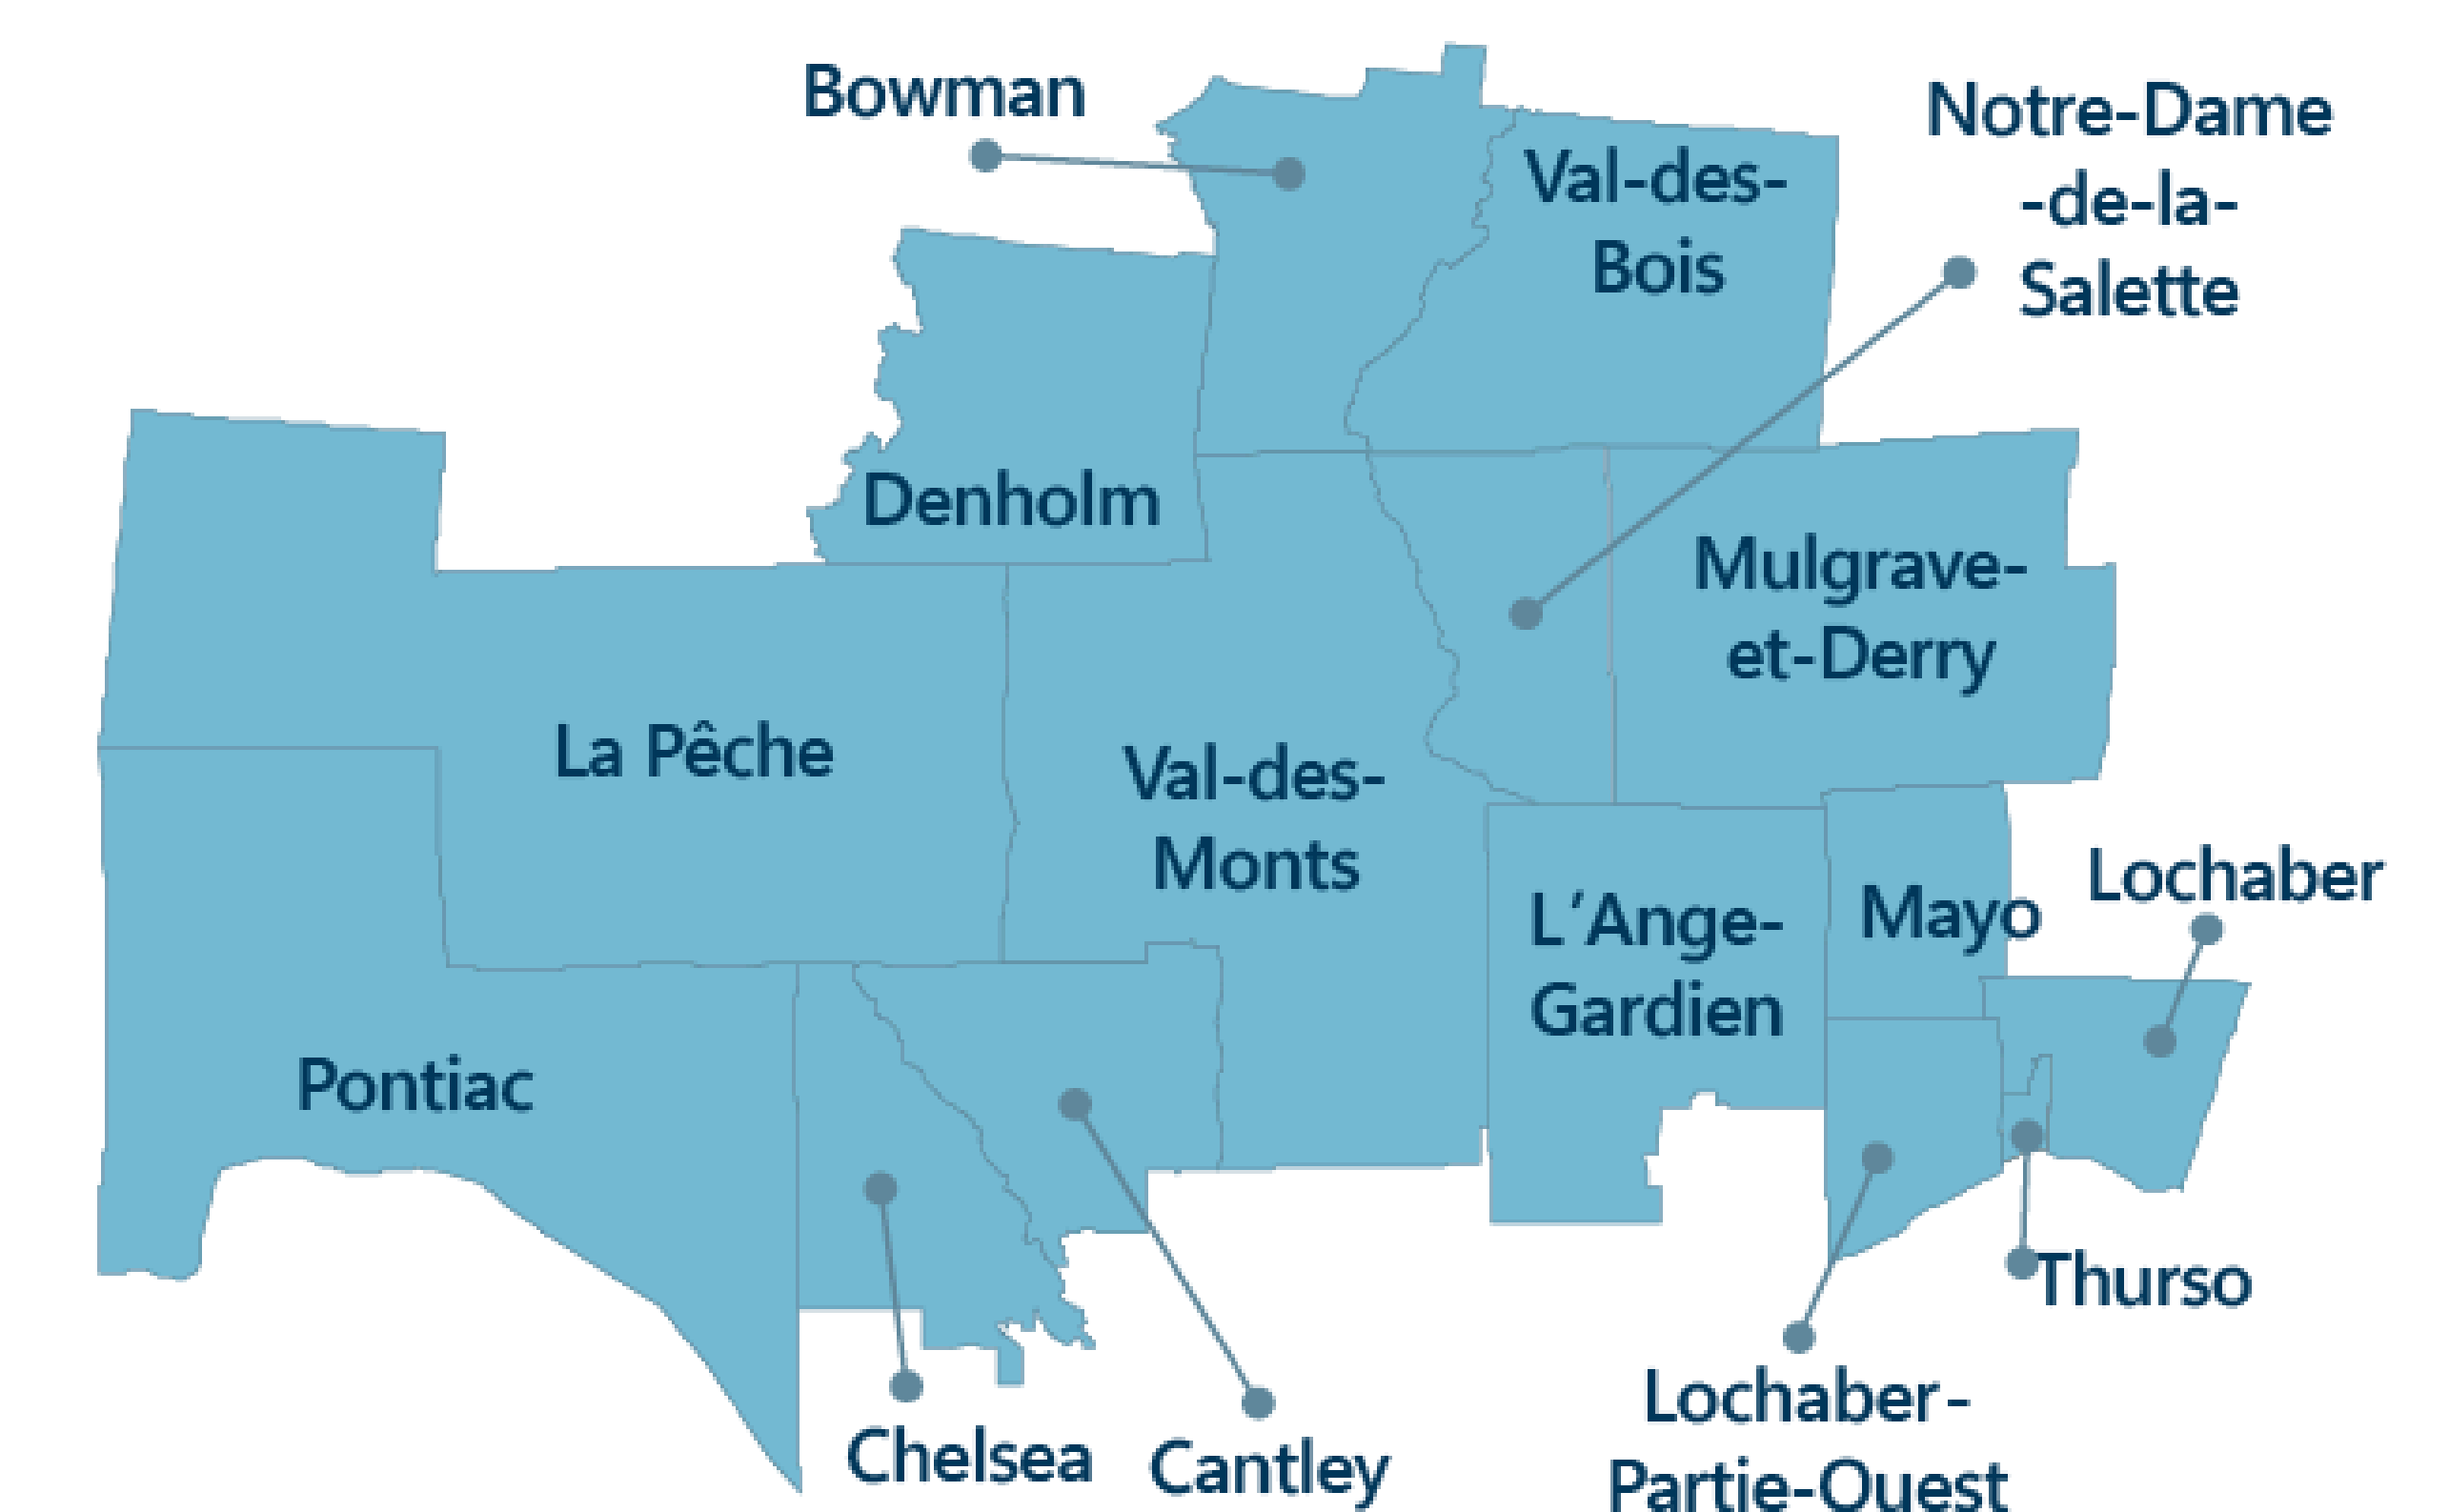 Bowman
Notre-Dame
-de-la-
Salette
Val-des-
Bois
Denholm
Mulgrave-
et-Derry
La Pêche
Val-des-
Monts
Lochaber
L'Ange-
Gardien
Mayo
Pontiac
Thurso
Chelsea
Cantley
Lochaber-
Partie-Ouest